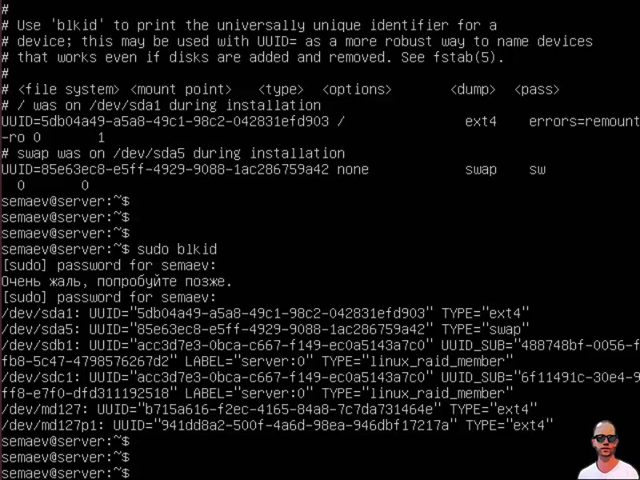 #
# Use 'blkid' to print the universally unique identifier for a
# device; this may be used with UUID= as a more robust way to name devices
# that works even if disks are added and removed. See fstab(5).
#
# <file system> <mount point>   <type>  <options>       <dump>  <pass>
# / was on /dev/sda1 during installation
UUID=5db04a49-a5a8-49c1-98c2-042831efd903 /               ext4    errors=remount
-ro 0       1
# swap was on /dev/sda5 during installation
UUID=85e63ec8-e5ff-4929-9088-1ac286759a42 none            swap    sw
  0       0
semaev@server:~$
semaev@server:~$
semaev@server:~$
semaev@server:~$ sudo blkid
[sudo] password for semaev:
Очень жаль, попробуйте позже.
[sudo] password for semaev:
/dev/sda1: UUID="5db04a49-a5a8-49c1-98c2-042831efd903" TYPE="ext4"
/dev/sda5: UUID="85e63ec8-e5ff-4929-9088-1ac286759a42" TYPE="swap"
/dev/sdb1: UUID="acc3d7e3-0bca-c667-f149-ec0a5143a7c0" UUID_SUB="488748bf-0056-f
fb8-5c47-4798576267d2" LABEL="server:0" TYPE="linux_raid_member"
/dev/sdc1: UUID="acc3d7e3-0bca-c667-f149-ec0a5143a7c0" UUID_SUB="6f11491c-30e4-9
ff8-e7f0-dfd311192518" LABEL="server:0" TYPE="linux_raid_member"
/dev/md127: UUID="b715a616-f2ec-4165-84a8-7c7da731464e" TYPE="ext4"
/dev/md127p1: UUID="941dd8a2-500f-4a6d-98ea-946dbf17217a" TYPE="ext4"
semaev@server:~$
semaev@server:~$
semaev@server:~$